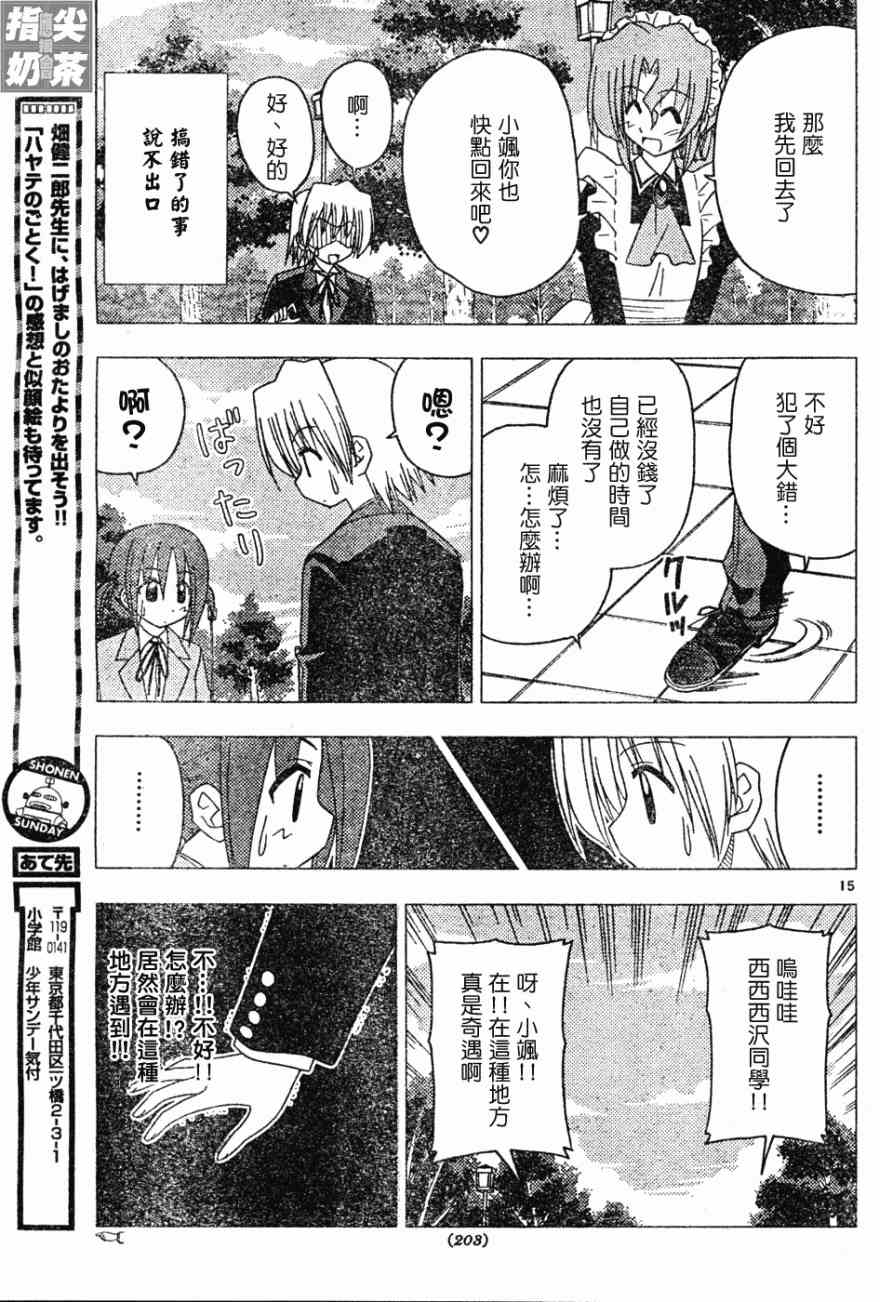 指尖
奶茶
那麼
我先回去了
小颯你也
快點回來吧♡
啊…
好、好的
搞錯了的事
說不出口
不好
犯了個大錯…
已經沒錢了
自己做的時間
也沒有了
麻煩了…
怎…怎麼辦啊…
クルッ
嗯?
啊?
ばったり
………
………
15
嗚哇哇
西西西沢同學!!
呀、小颯!!
在!!在這種地方
真是奇遇啊
不…!!不好!!
怎麼辦!?
居然會在這種
地方遇到!!
(203)
畑健二郎先生に、はげましのおたよりを出そう!!
「ハヤテのごとく!」の感想と似顔絵も待ってます。
SHONEN
SUNDAY
あて先
〒119-0141 東京都千代田区一ツ橋2-3-1
小学館 少年サンデー気付